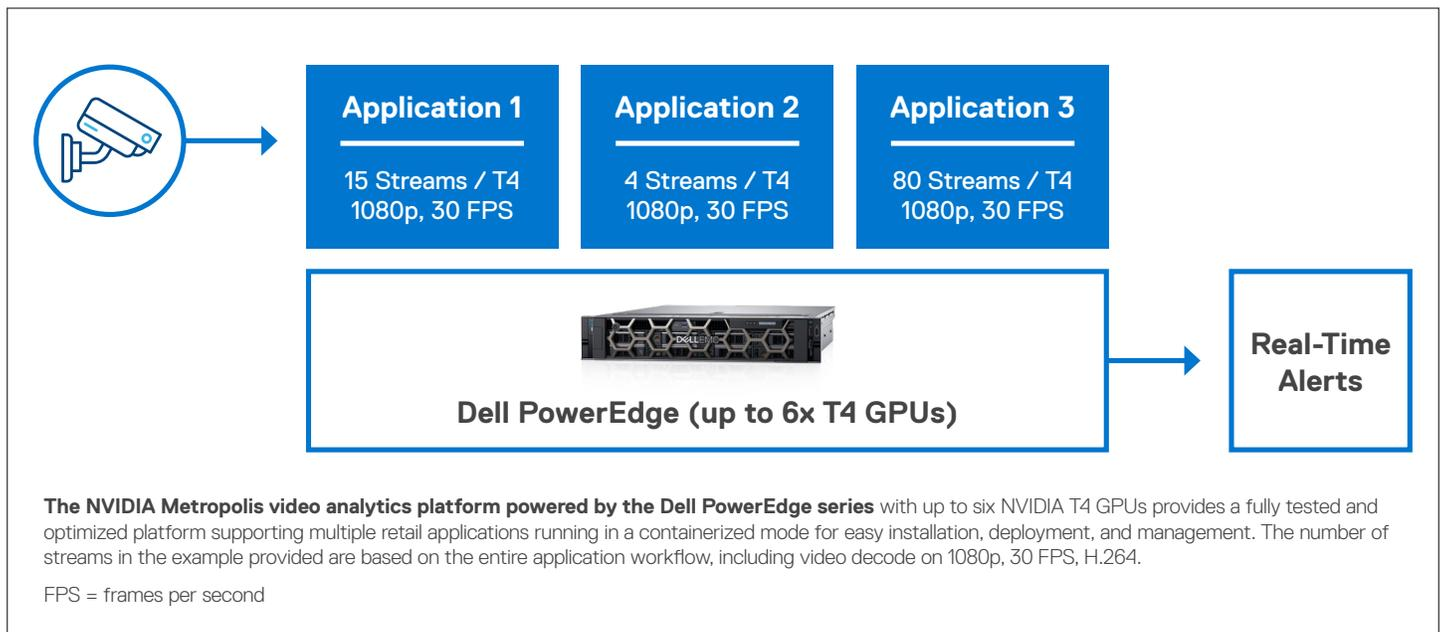 Application 1
15 Streams / T4
1080p, 30 FPS
Application 2
4 Streams / T4
1080p, 30 FPS
Application 3
80 Streams / T4
1080p, 30 FPS
DELLEMC
Dell PowerEdge (up to 6x T4 GPUs)
Real-Time
Alerts
The NVIDIA Metropolis video analytics platform powered by the Dell PowerEdge series with up to six NVIDIA T4 GPUs provides a fully tested and
optimized platform supporting multiple retail applications running in a containerized mode for easy installation, deployment, and management. The number of
streams in the example provided are based on the entire application workflow, including video decode on 1080p, 30 FPS, H.264.
FPS = frames per second